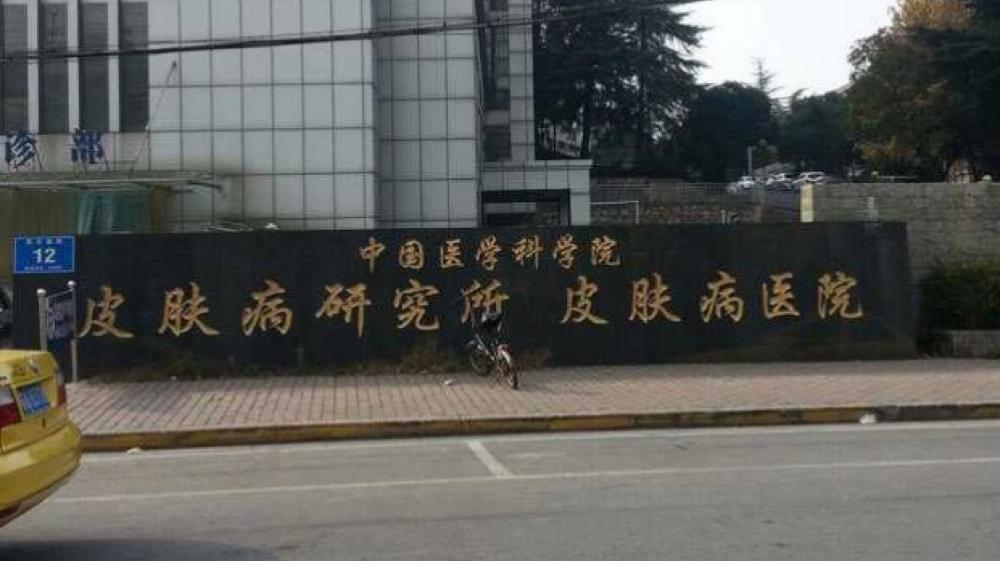 诊部
12
中国医学科学院
皮肤病研究所 皮肤病医院